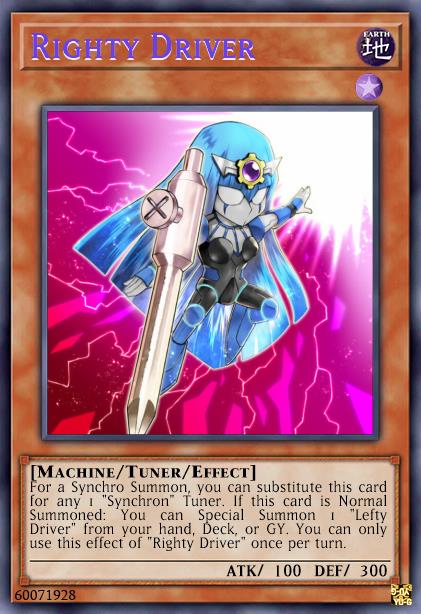 Righty Driver
EARTH
地
[Machine/Tuner/Effect]
For a Synchro Summon, you can substitute this card
for any 1 "Synchron" Tuner. If this card is Normal
Summoned: You can Special Summon 1 "Lefty
Driver" from your hand, Deck, or GY. You can only
use this effect of "Righty Driver" once per turn.
ATK/ 100 DEF/ 300
60071928